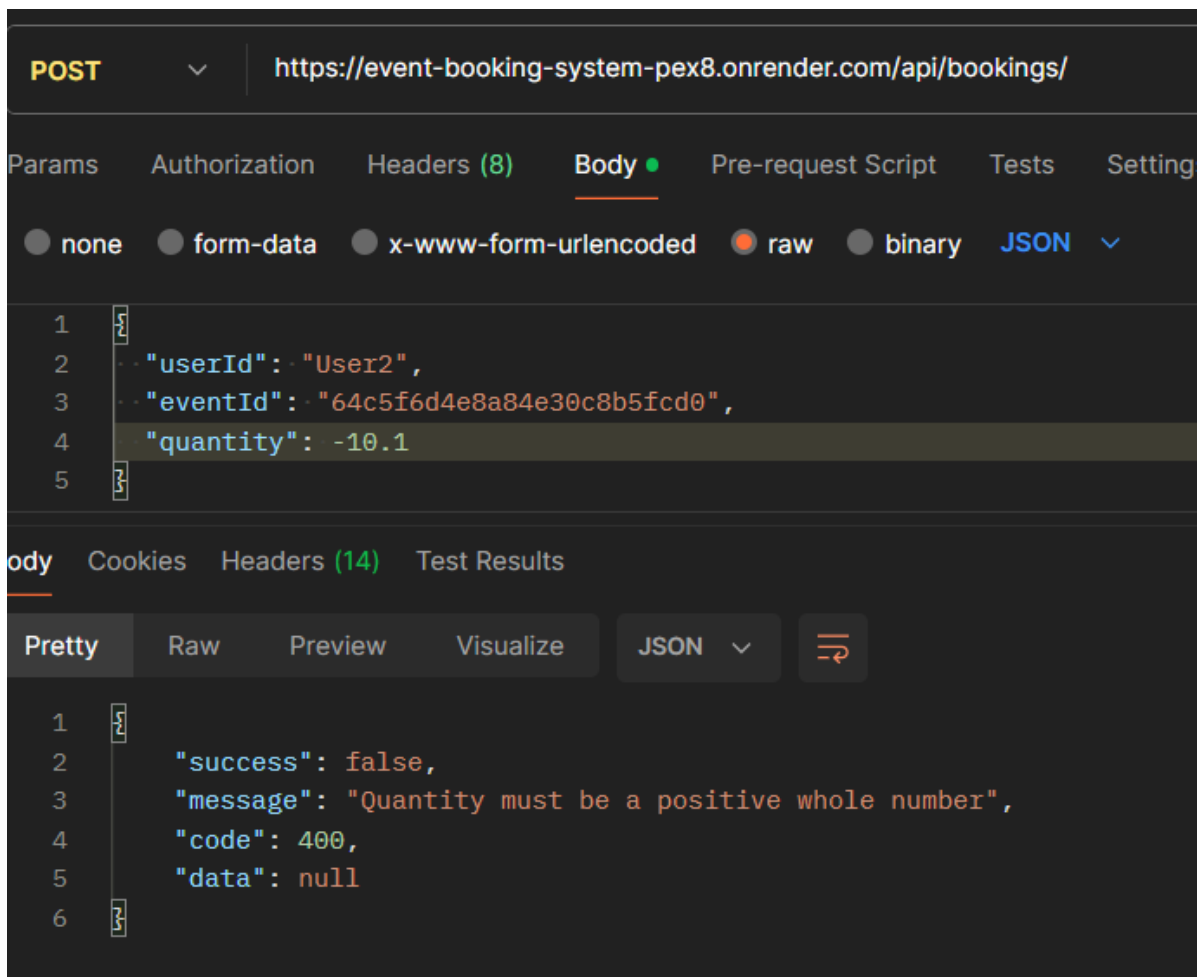 POST https://event-booking-system-pex8.onrender.com/api/bookings/
Params Authorization Headers (8) Body Pre-request Script Tests Setting
none form-data x-www-form-urlencoded raw binary JSON
1 {
2 "userId": "User2",
3 "eventId": "64c5f6d4e8a84e30c8b5fcd0",
4 "quantity": -10.1
5 }
ody Cookies Headers (14) Test Results
Pretty Raw Preview Visualize JSON
1 {
2 "success": false,
3 "message": "Quantity must be a positive whole number",
4 "code": 400,
5 "data": null
6 }